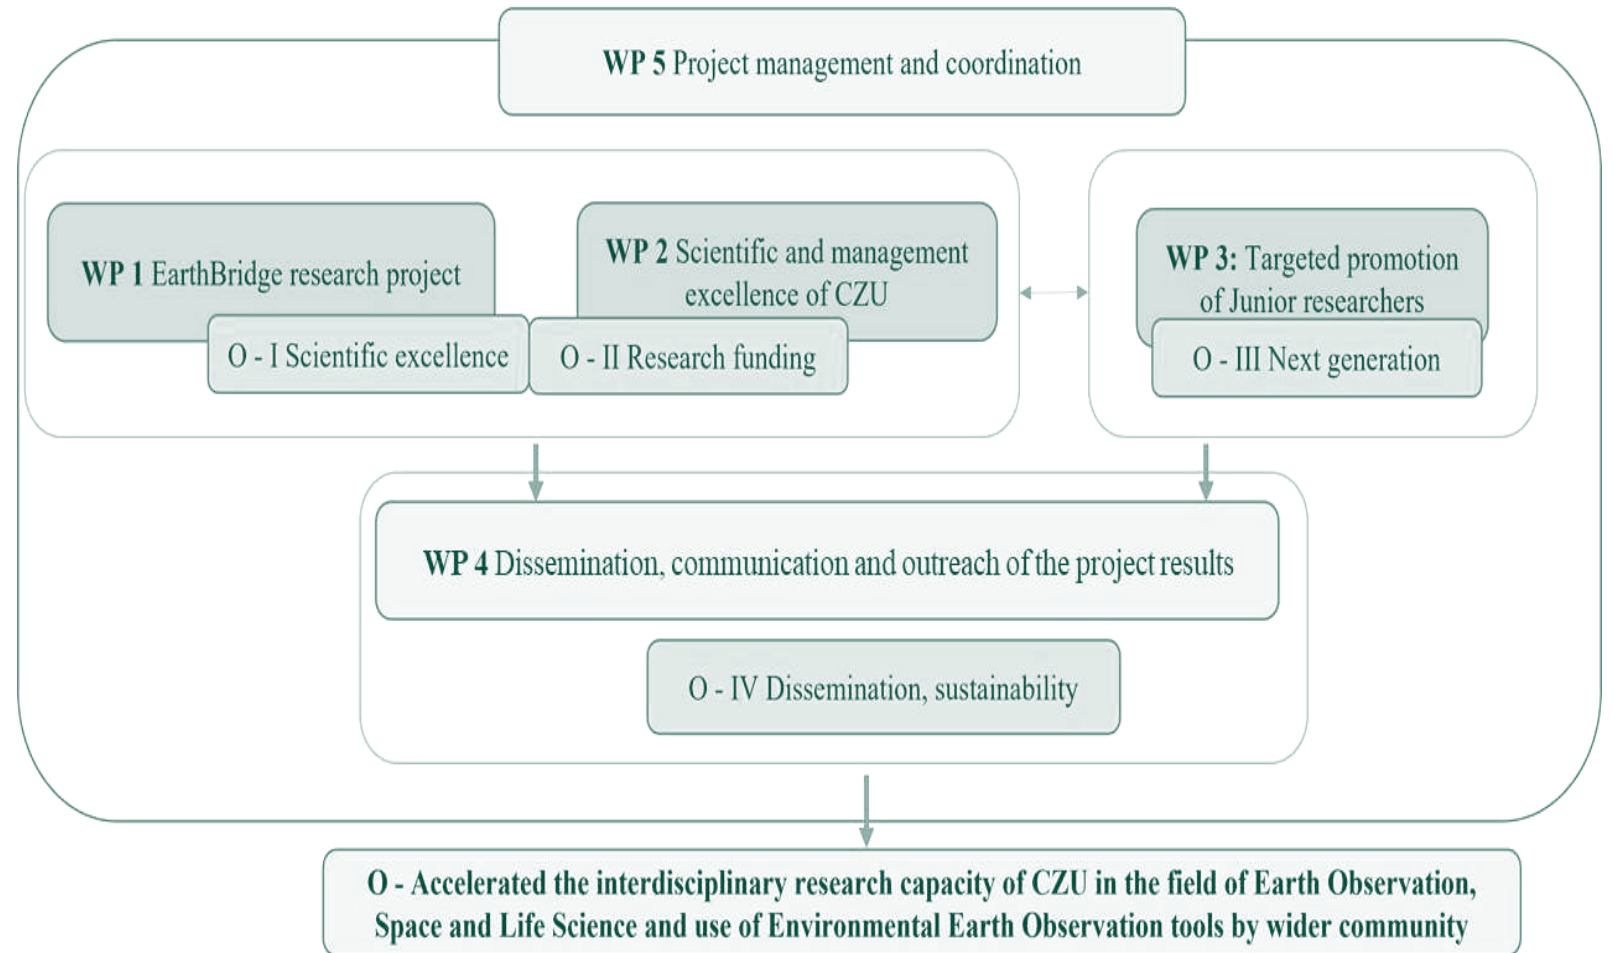 WP 5 Project management and coordination
WP 1 EarthBridge research project
WP 2 Scientific and management
excellence of CZU
O - I Scientific excellence
O - II Research funding
WP 3: Targeted promotion
of Junior researchers
O - III Next generation
WP 4 Dissemination, communication and outreach of the project results
O - IV Dissemination, sustainability
O - Accelerated the interdisciplinary research capacity of CZU in the field of Earth Observation,
Space and Life Science and use of Environmental Earth Observation tools by wider community